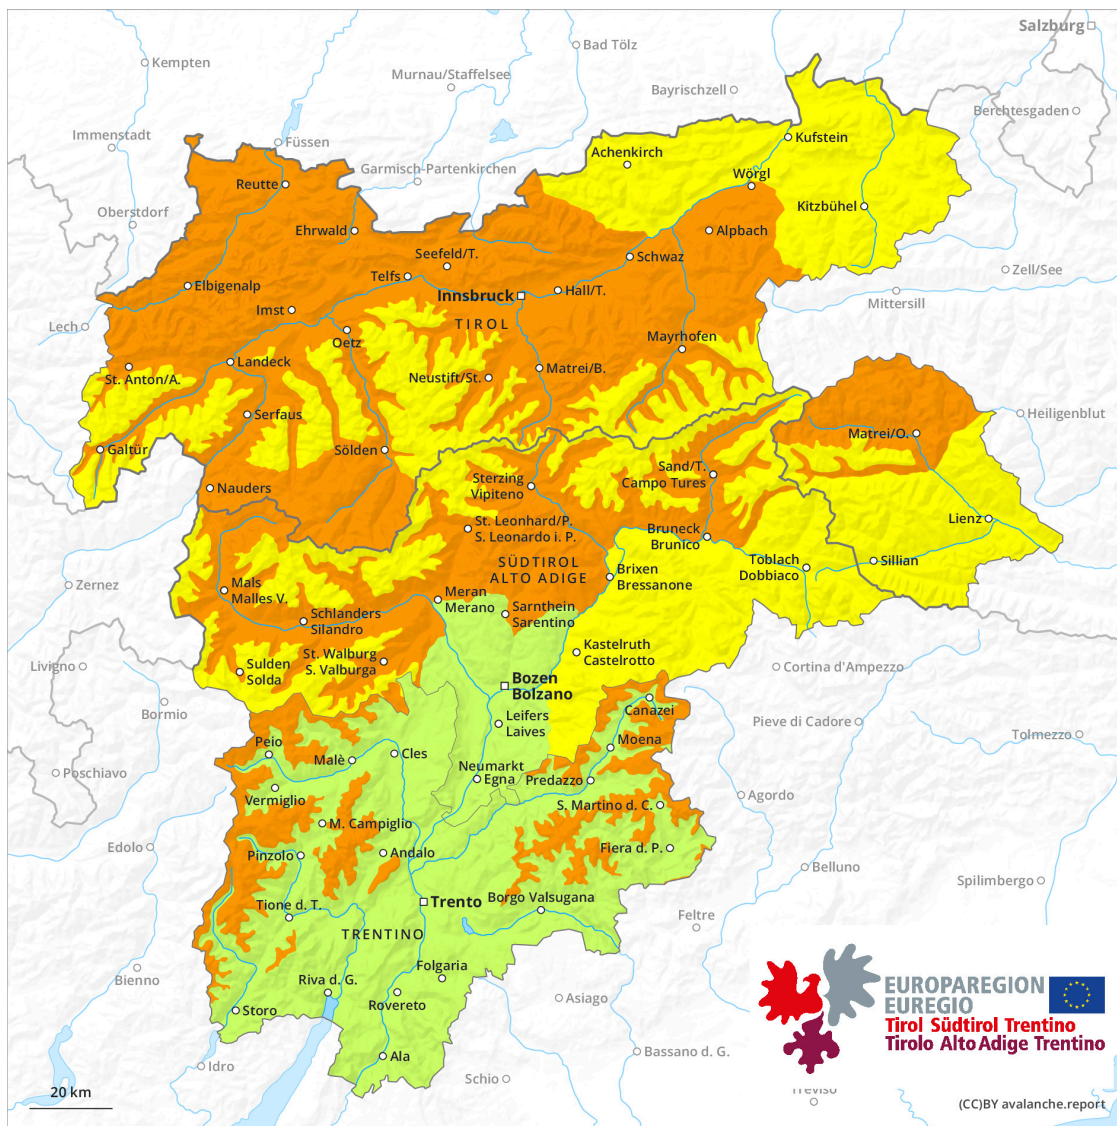 Salzburg
Bad Tölz
Kempten
Murnau/Staffelsee
Bayrischzell
Berchtesgaden
Immenstadt
Füssen
Kufstein
Achenkirch
Garmisch-Partenkirchen
Wörgl
Reutte
Kitzbühel
Oberstdorf
Ehrwald
Alpbach
Seefeld/T.
Schwaz
Zell/See
Telfs
Elbigenalp
Innsbruck
Hall/T.
Mittersill
Imst
TIROL
Lech
Oetz
Mayrhofen
Landeck
Matrei/B.
St. Anton/A.
Neustift/St.
Serfaus
Heiligenblut
Matrei/O.
Galtür
Sölden
Sand/T.
Campo Tures
Sterzing
Vipiteno
Nauders
Lienz
St. Leonhard/P.
S. Leonardo i. P.
Bruneck
Brunico
SÜDTIROL
ALTO ADIGE
Toblach
Dobbiaco
Sillian
Brixen
Bressanone
Zernez
Mals
Malles V.
Meran
Merano
Sarnthein
Sarentino
Schlanders
Silandro
Kastelruth
Castelrotto
St. Walburg
S. Valburga
Livigno
Sulden
Solda
Cortina d'Ampezzo
Bozen
Bolzano
Canazei
Bormio
Leifers
Laives
Pieve di Cadore
Tolmezzo
Moena
Peio
Malè
Cles
Neumarkt
Egna
Predazzo
Poschiavo
Vermiglio
S. Martino d. C.
Agordo
M. Campiglio
Edolo
Pinzolo
Andalo
Fiera d. P.
Belluno
Spilimbergo
Borgo Valsugana
Trento
Tione d. T.
Feltre
TRENTINO
Folgaria
Bienno
Riva d. G.
Rovereto
Asiago
Storo
EUROPAREGION
EUREGIO
Tirol Südtirol Trentino
Tirolo Alto Adige Trentino
Ala
Bassano d. G.
Idro
Schio
Treviso
20 km
(CC)BY avalanche.report